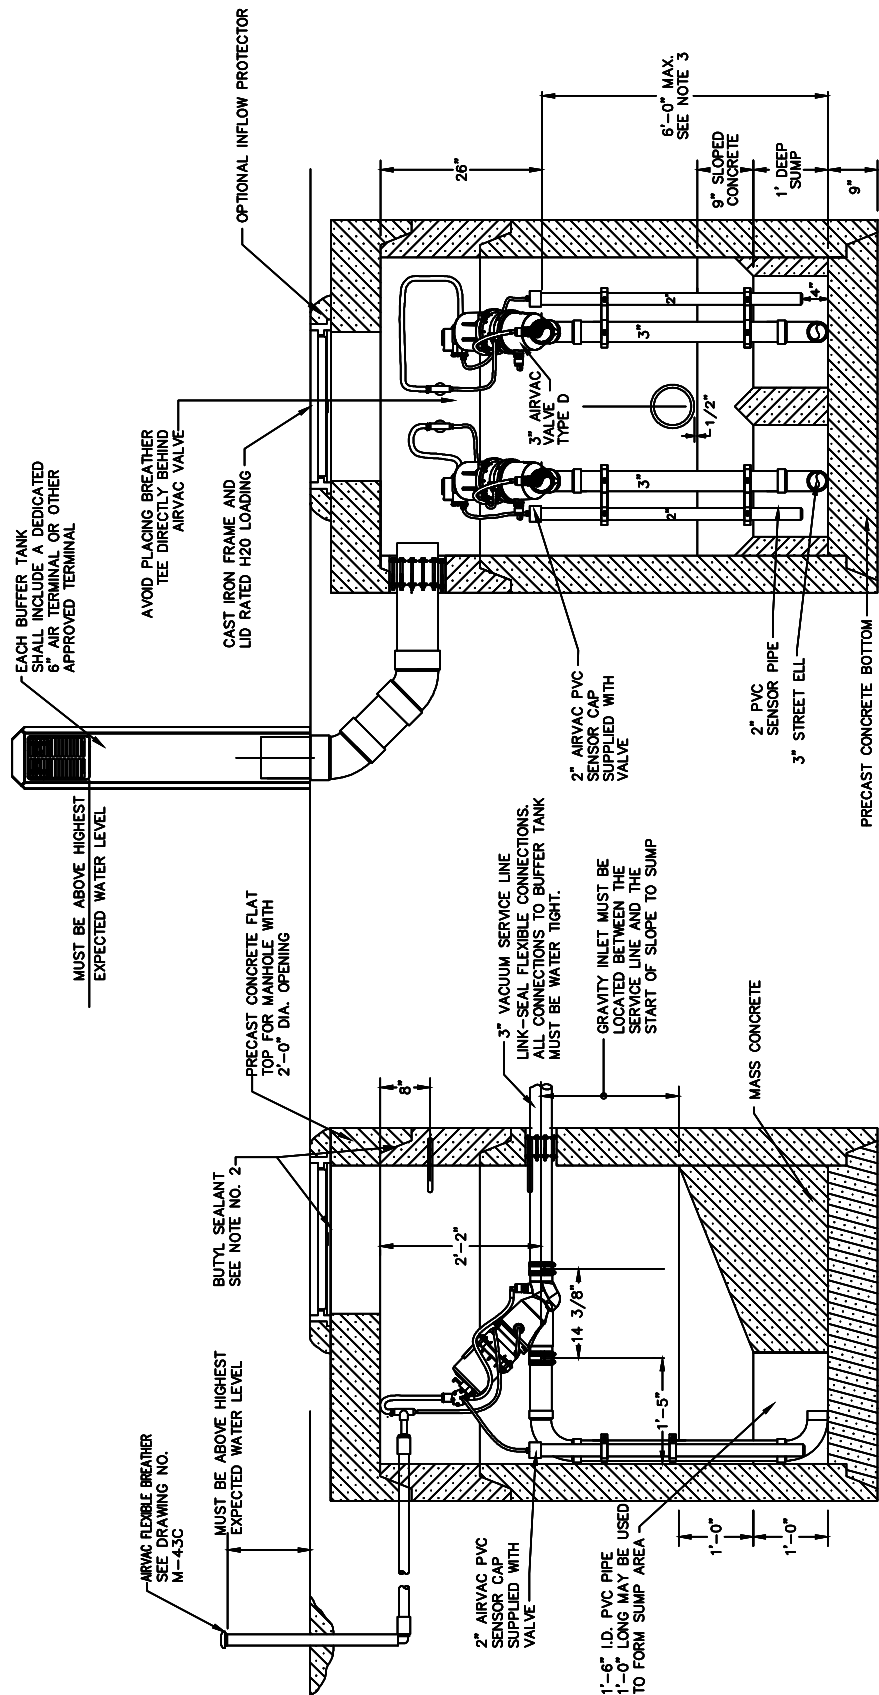 AIRVAC FLEXIBLE BREATHER
SEE DRAWING NO.
M-43C
MUST BE ABOVE HIGHEST
EXPECTED WATER LEVEL
BUTYL SEALANT
SEE NOTE NO. 2
PRECAST CONCRETE FLAT
TOP FOR MANHOLE WITH
2'-0" DIA. OPENING
8"
2'-2"
14 3/8"
1'-5"
3" VACUUM SERVICE LINE
LINK-SEAL FLEXIBLE CONNECTIONS.
ALL CONNECTIONS TO BUFFER TANK
MUST BE WATER TIGHT.
GRAVITY INLET MUST BE
LOCATED BETWEEN THE
SERVICE LINE AND THE
START OF SLOPE TO SUMP
MASS CONCRETE
2" AIRVAC PVC
SENSOR CAP
SUPPLIED WITH
VALVE
1'-6" I.D. PVC PIPE
1'-0" LONG MAY BE USED
TO FORM SUMP AREA
1'-0"
1'-0"
MUST BE ABOVE HIGHEST
EXPECTED WATER LEVEL
EACH BUFFER TANK
SHALL INCLUDE A DEDICATED
6" AIR TERMINAL OR OTHER
APPROVED TERMINAL
AVOID PLACING BREATHER
TEE DIRECTLY BEHIND
AIRVAC VALVE
CAST IRON FRAME AND
LID RATED H20 LOADING
OPTIONAL INFLOW PROTECTOR
26"
6'-0" MAX.
SEE NOTE 3
9" SLOPED
CONCRETE
1' DEEP
SUMP
9"
4"
2"
3"
3" AIRVAC
VALVE
TYPE D
1/2"
3"
2"
2" AIRVAC PVC
SENSOR CAP
SUPPLIED WITH
VALVE
2" PVC
SENSOR PIPE
3" STREET ELL
PRECAST CONCRETE BOTTOM